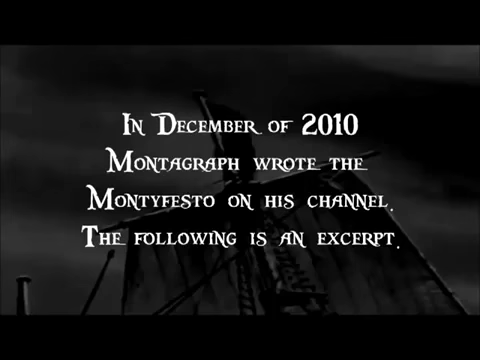 In December of 2010
Montagraph wrote the
Montyfesto on his channel.
The following is an excerpt.